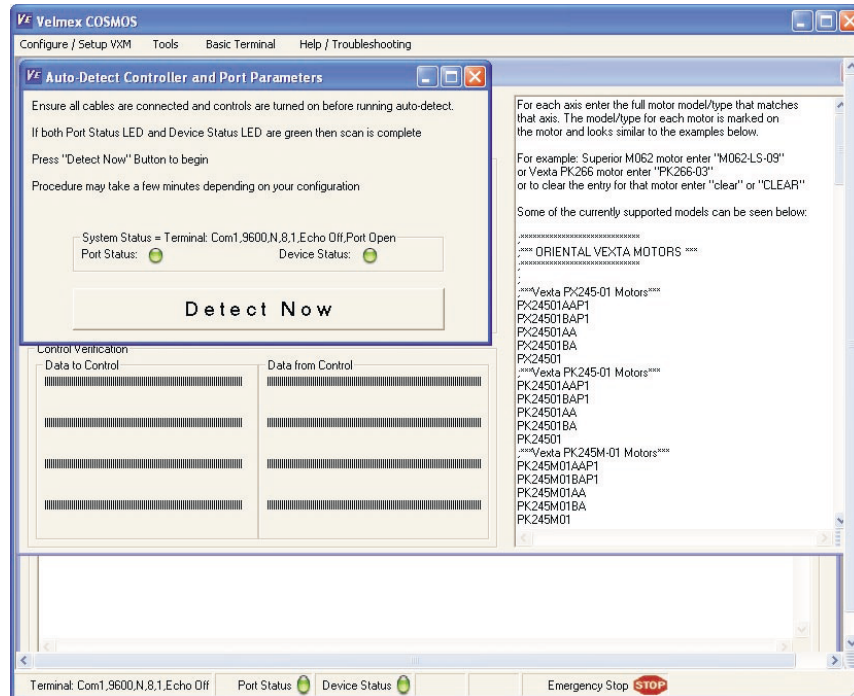 VE Velmex COSMOS
Configure / Setup VXM Tools Basic Terminal Help / Troubleshooting
VE Auto-Detect Controller and Port Parameters
Ensure all cables are connected and controls are turned on before running auto-detect.
If both Port Status LED and Device Status LED are green then scan is complete
Press "Detect Now" Button to begin
Procedure may take a few minutes depending on your configuration
System Status = Terminal: Com1,9600,N,8,1,Echo Off,Port Open
Port Status: Device Status:
Detect Now
Control Verification
Data to Control Data from Control
For each axis enter the full motor model/type that matches
that axis. The model/type for each motor is marked on
the motor and looks similar to the examples below.
For example: Superior M062 motor enter "M062-LS-09"
or Vexta PK266 motor enter "PK266-03"
or to clear the entry for that motor enter "clear" or "CLEAR"
Some of the currently supported models can be seen below:
;****************************
;*** ORIENTAL VEXTA MOTORS ***
;****************************
;
;
;***Vexta PX245-01 Motors***
PX24501AAP1
PX24501BAP1
PX24501AA
PX24501BA
PX24501
;***Vexta PK245-01 Motors***
PK24501AAP1
PK24501BAP1
PK24501AA
PK24501BA
PK24501
;***Vexta PK245M-01 Motors***
PK245M01AAP1
PK245M01BAP1
PK245M01AA
PK245M01BA
PK245M01
Terminal: Com1,9600,N,8,1,Echo Off Port Status Device Status Emergency Stop STOP